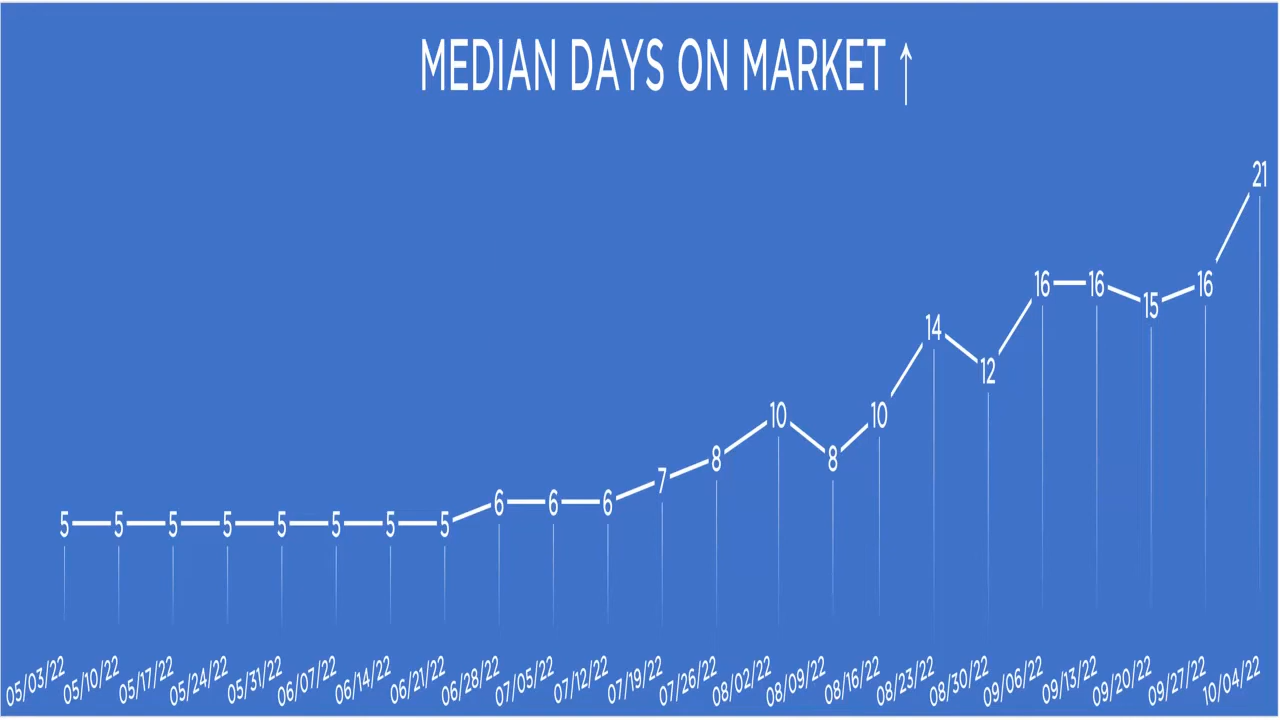 MEDIAN DAYS ON MARKET ↑
21
16 16 15 16
14
12
10 8 10
8
7
6 6 6
5 5 5 5 5 5 5 5
05/03/22 05/10/22 05/17/22 05/24/22 05/31/22 06/07/22 06/14/22 06/21/22 06/28/22 07/05/22 07/12/22 07/19/22 07/26/22 08/02/22 08/09/22 08/16/22 08/23/22 08/30/22 09/06/22 09/13/22 09/20/22 09/27/22 10/04/22